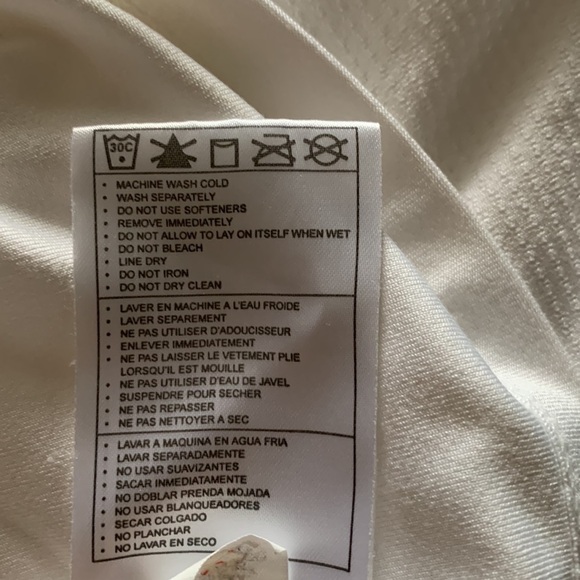 30C
• MACHINE WASH COLD
• WASH SEPARATELY
• DO NOT USE SOFTENERS
• REMOVE IMMEDIATELY
• DO NOT ALLOW TO LAY ON ITSELF WHEN WET
• DO NOT BLEACH
• LINE DRY
• DO NOT IRON
• DO NOT DRY CLEAN
• LAVER EN MACHINE A L'EAU FROIDE
• LAVER SEPAREMENT
• NE PAS UTILISER D'ADOUCISSEUR
• ENLEVER IMMEDIATEMENT
• NE PAS LAISSER LE VETEMENT PLIE
LORSQU'IL EST MOUILLE
• NE PAS UTILISER D'EAU DE JAVEL
• SUSPENDRE POUR SECHER
• NE PAS REPASSER
• NE PAS NETTOYER A SEC
• LAVAR A MAQUINA EN AGUA FRIA
• LAVAR SEPARADAMENTE
• NO USAR SUAVIZANTES
• SACAR INMEDIATAMENTE
• NO DOBLAR PRENDA MOJADA
• NO USAR BLANQUEADORES
• SECAR COLGADO
• NO PLANCHAR
• NO LAVAR EN SECO